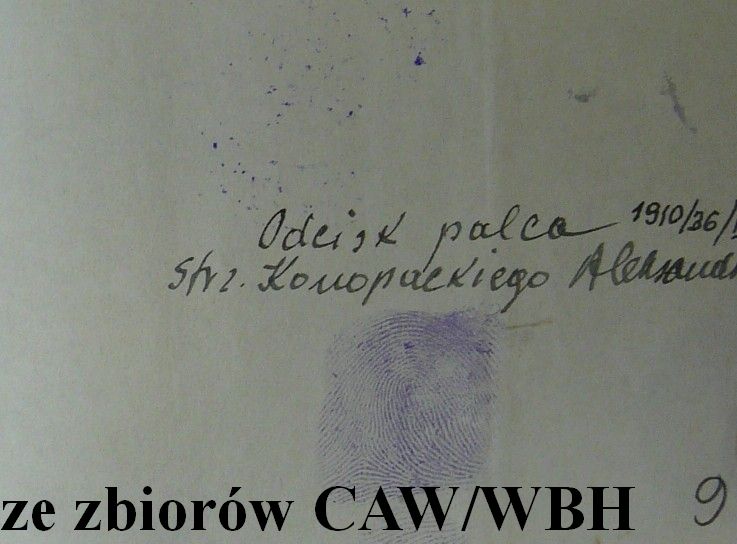 Odcisk palca 1910/36/
Strz. Konopackiego Aleksand
ze zbiorów CAW/WBH
9